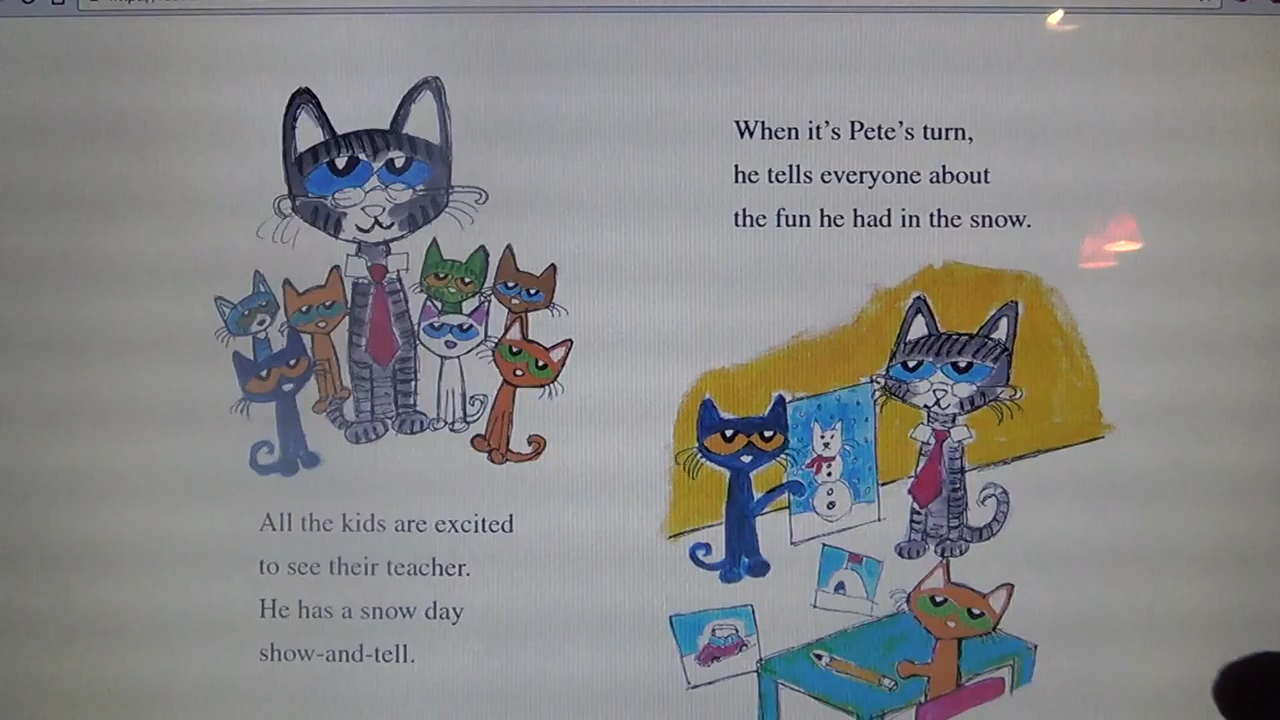 All the kids are excited
to see their teacher.
He has a snow day
show-and-tell.
When it's Pete's turn,
he tells everyone about
the fun he had in the snow.